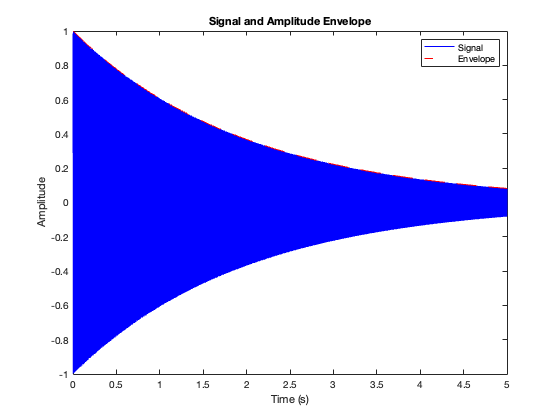 Signal and Amplitude Envelope
Signal
Envelope
1
0.8
0.6
0.4
0.2
0
-0.2
-0.4
-0.6
-0.8
-1
Amplitude
0 0.5 1 1.5 2 2.5 3 3.5 4 4.5 5
Time (s)